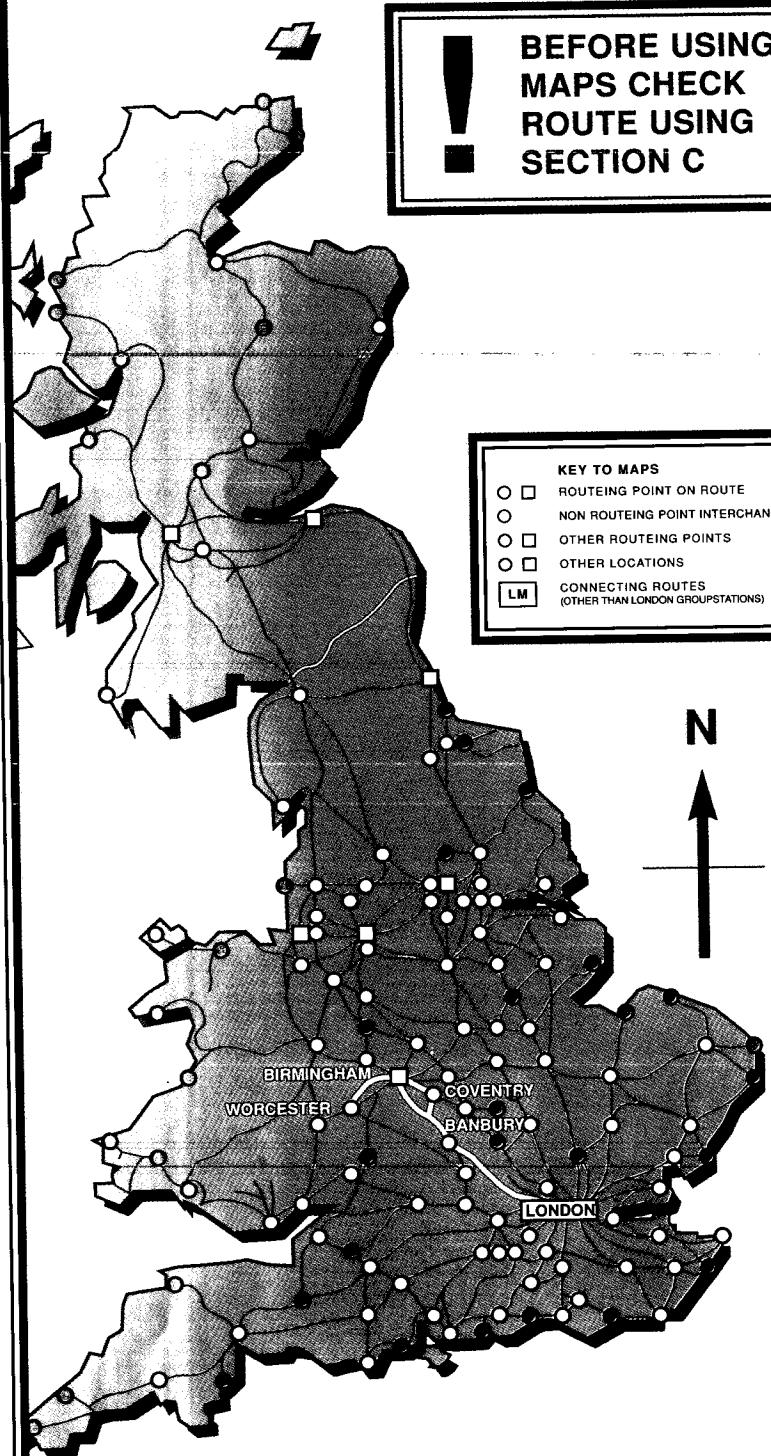 BEFORE USING
MAPS CHECK
ROUTE USING
SECTION C
KEY TO MAPS
ROUTEING POINT ON ROUTE
NON ROUTEING POINT INTERCHAN
OTHER ROUTEING POINTS
OTHER LOCATIONS
LM
CONNECTING ROUTES
(OTHER THAN LONDON GROUPSTATIONS)
N
BIRMINGHAM
COVENTRY
WORCESTER
BANBURY
LONDON